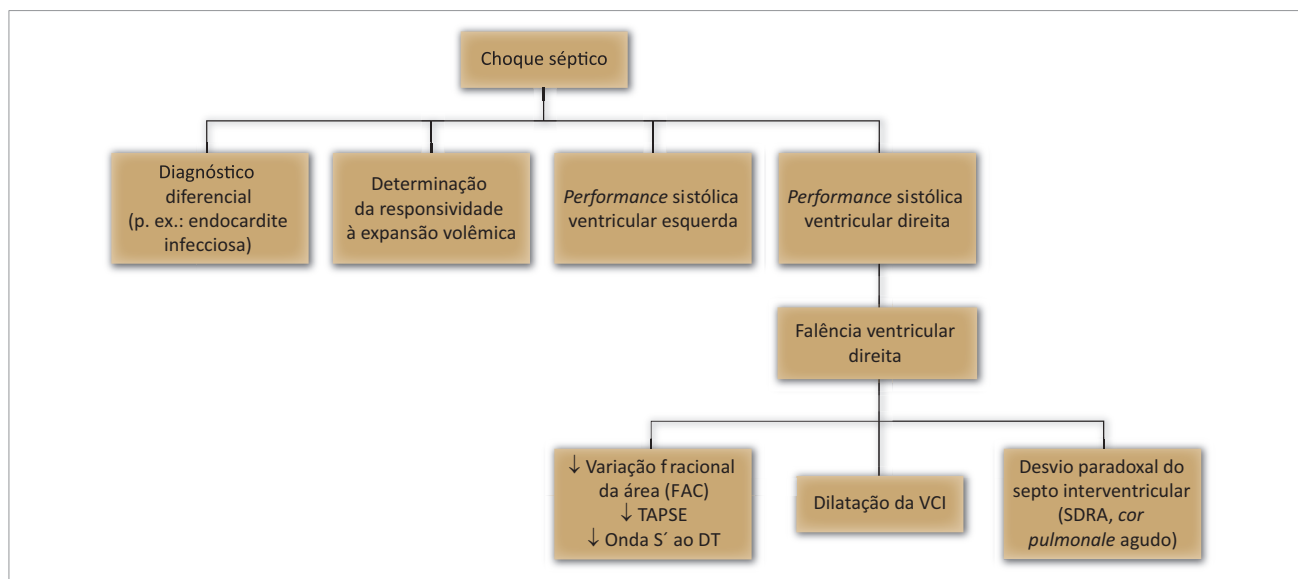 Choque séptico
Diagnóstico
diferencial
(p. ex.: endocardite
infecciosa)
Determinação
da responsividade
à expansão volêmica
Performance sistólica
ventricular esquerda
Performance sistólica
ventricular direita
Falência ventricular
direita
↓ Variação fracional
da área (FAC)
↓ TAPSE
↓ Onda S´ ao DT
Dilatação da VCI
Desvio paradoxal do
septo interventricular
(SDRA, cor
pulmonale agudo)